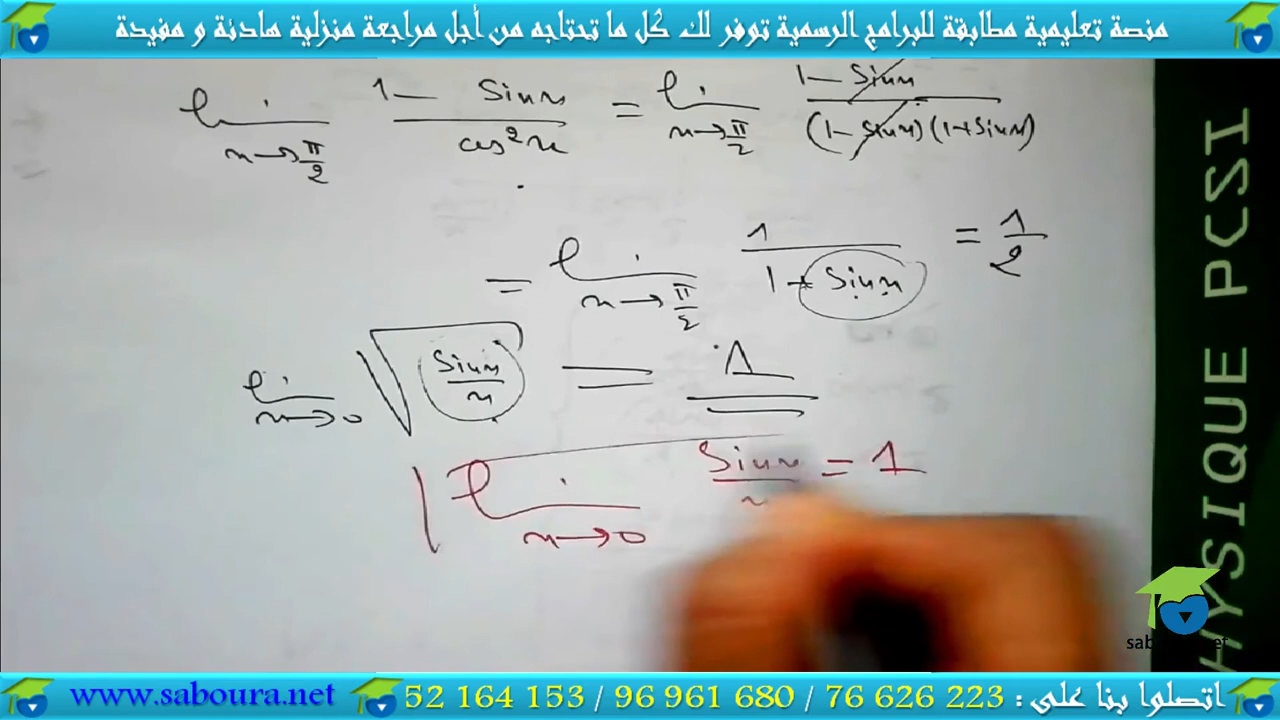 منصة تعليمية مطابقة للبرامج الرسمية توفر لك كل ما تحتاجه من أجل مراجعة منزلية هادئة و مفيدة
lim x→π/2 (1 - sin x)/(cos²x) = lim x→π/2 (1 - sin x)/((1 - sin x)(1 + sin x))
= lim x→π/2 1/(1 + sin x) = 1/2
lim x→0 √(sin x / x) = 1
lim x→0 sin x / x = 1
HYSIQUE PCSI
www.saboura.net 52 164 153 / 96 961 680 / 76 626 223 : اتصلوا بنا على